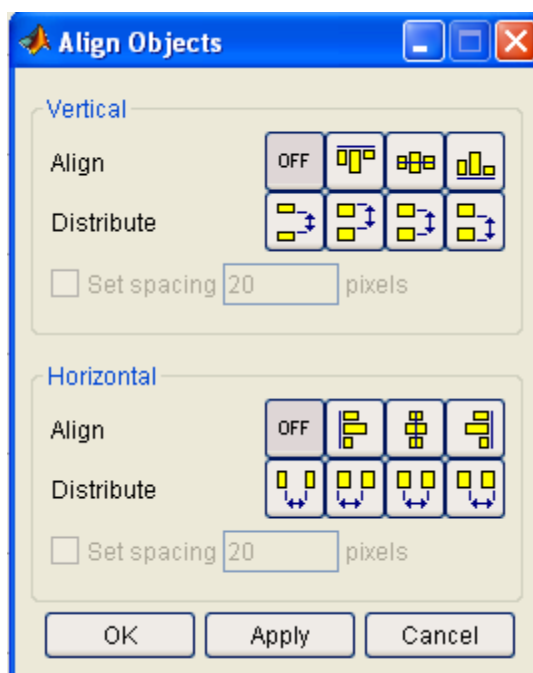 Align Objects
Vertical
Align OFF
Distribute
Set spacing 20 pixels
Horizontal
Align OFF
Distribute
Set spacing 20 pixels
OK Apply Cancel